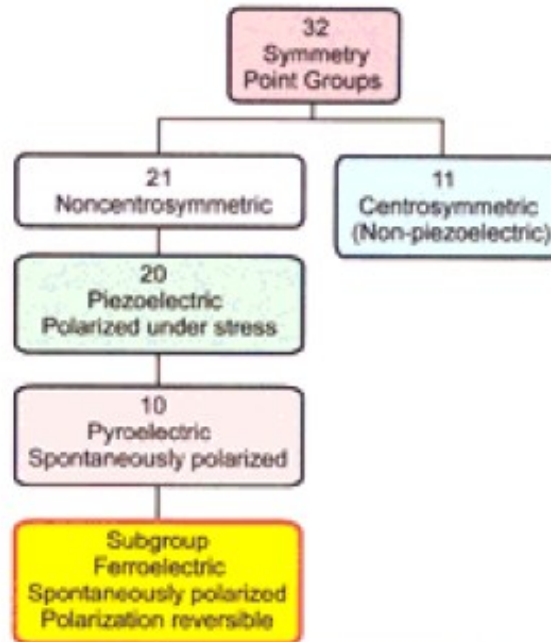 32
Symmetry
Point Groups
21
Noncentrosymmetric
11
Centrosymmetric
(Non-piezoelectric)
20
Piezoelectric
Polarized under stress
10
Pyroelectric
Spontaneously polarized
Subgroup
Ferroelectric
Spontaneously polarized
Polarization reversible